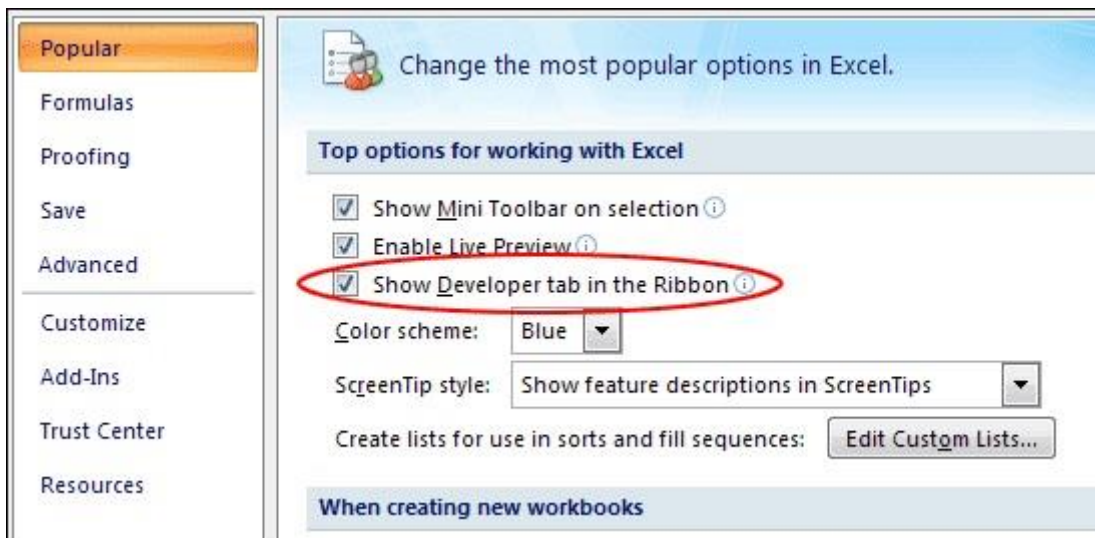 Popular
Formulas
Proofing
Save
Advanced
Customize
Add-Ins
Trust Center
Resources
Change the most popular options in Excel.
Top options for working with Excel
Show Mini Toolbar on selection
Enable Live Preview
Show Developer tab in the Ribbon
Color scheme: Blue
ScreenTip style: Show feature descriptions in ScreenTips
Create lists for use in sorts and fill sequences: Edit Custom Lists...
When creating new workbooks